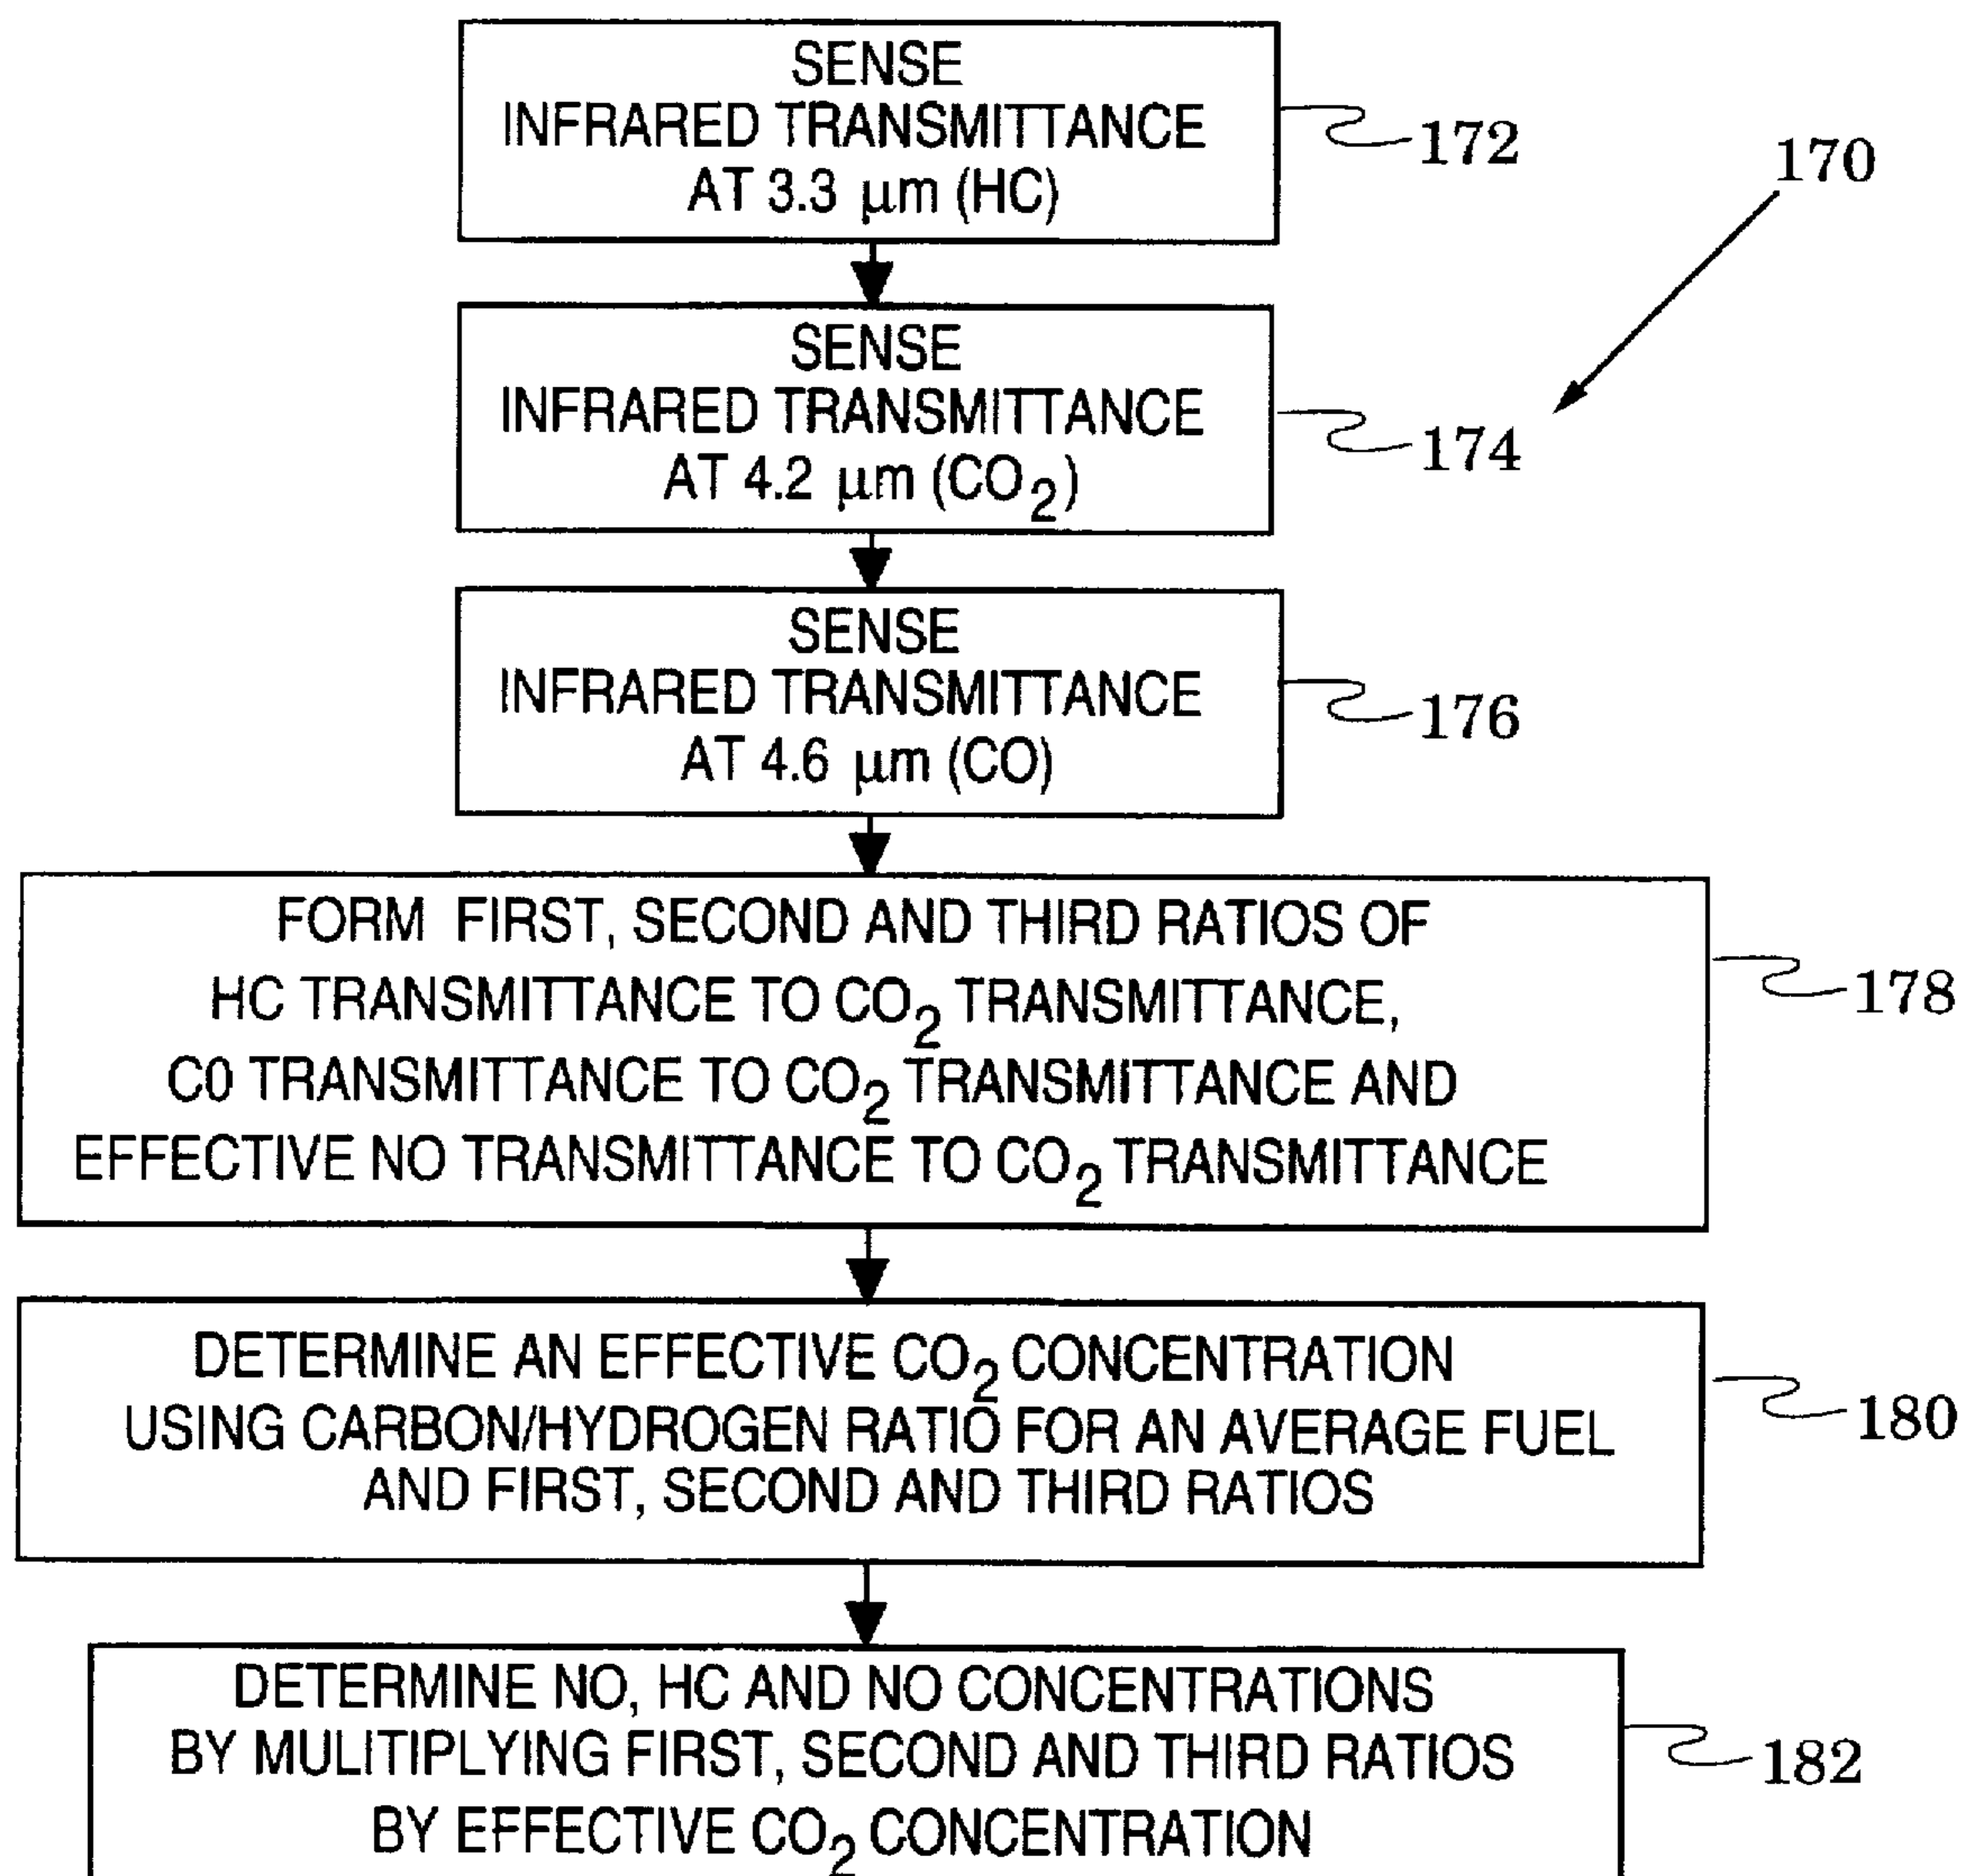 SENSE
INFRARED TRANSMITTANCE
AT 3.3 µm (HC)
172
170
SENSE
INFRARED TRANSMITTANCE
AT 4.2 µm (CO₂)
174
SENSE
INFRARED TRANSMITTANCE
AT 4.6 µm (CO)
176
FORM FIRST, SECOND AND THIRD RATIOS OF
HC TRANSMITTANCE TO CO₂ TRANSMITTANCE,
C0 TRANSMITTANCE TO CO₂ TRANSMITTANCE AND
EFFECTIVE NO TRANSMITTANCE TO CO₂ TRANSMITTANCE
178
DETERMINE AN EFFECTIVE CO₂ CONCENTRATION
USING CARBON/HYDROGEN RATIO FOR AN AVERAGE FUEL
AND FIRST, SECOND AND THIRD RATIOS
180
DETERMINE NO, HC AND NO CONCENTRATIONS
BY MULITIPLYING FIRST, SECOND AND THIRD RATIOS
BY EFFECTIVE CO₂ CONCENTRATION
182